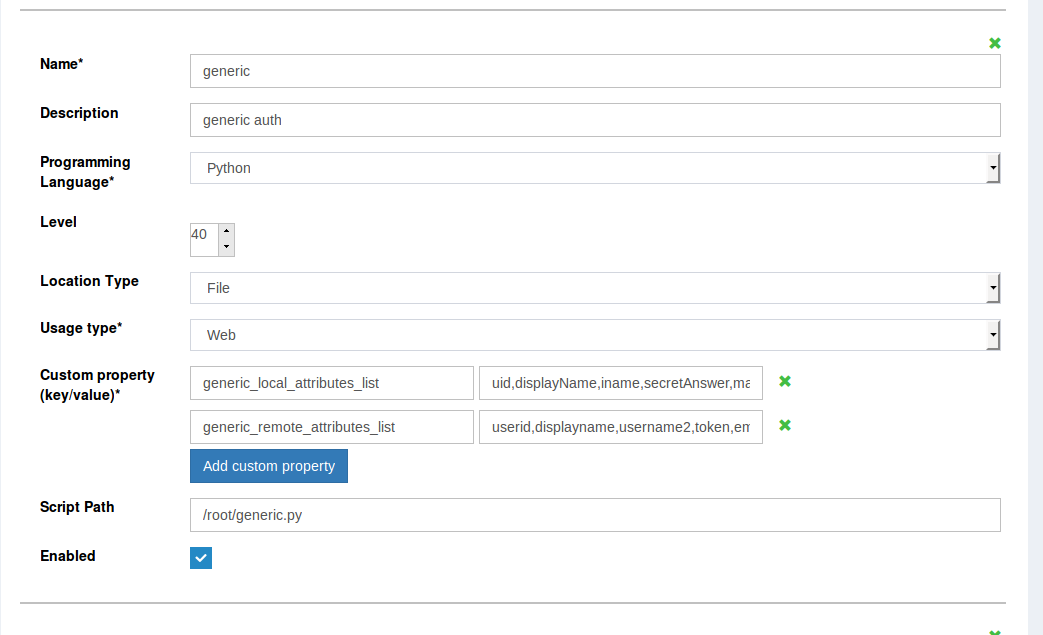 Name*
generic
Description
generic auth
Programming
Language*
Python
Level
40
Location Type
File
Usage type*
Web
Custom property
(key/value)*
generic_local_attributes_list
uid,displayName,iname,secretAnswer,ma
generic_remote_attributes_list
userid,displayname,username2,token,em
Add custom property
Script Path
/root/generic.py
Enabled